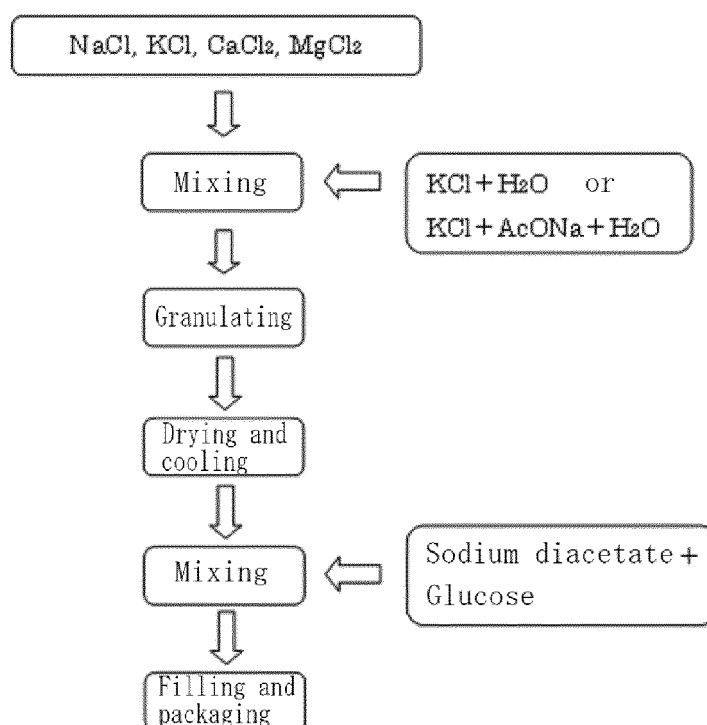 NaCl, KCl, CaCl₂, MgCl₂
Mixing
KCl+H₂O or
KCl+AcONa+H₂O
Granulating
Drying and
cooling
Mixing
Sodium diacetate+
Glucose
Filling and
packaging